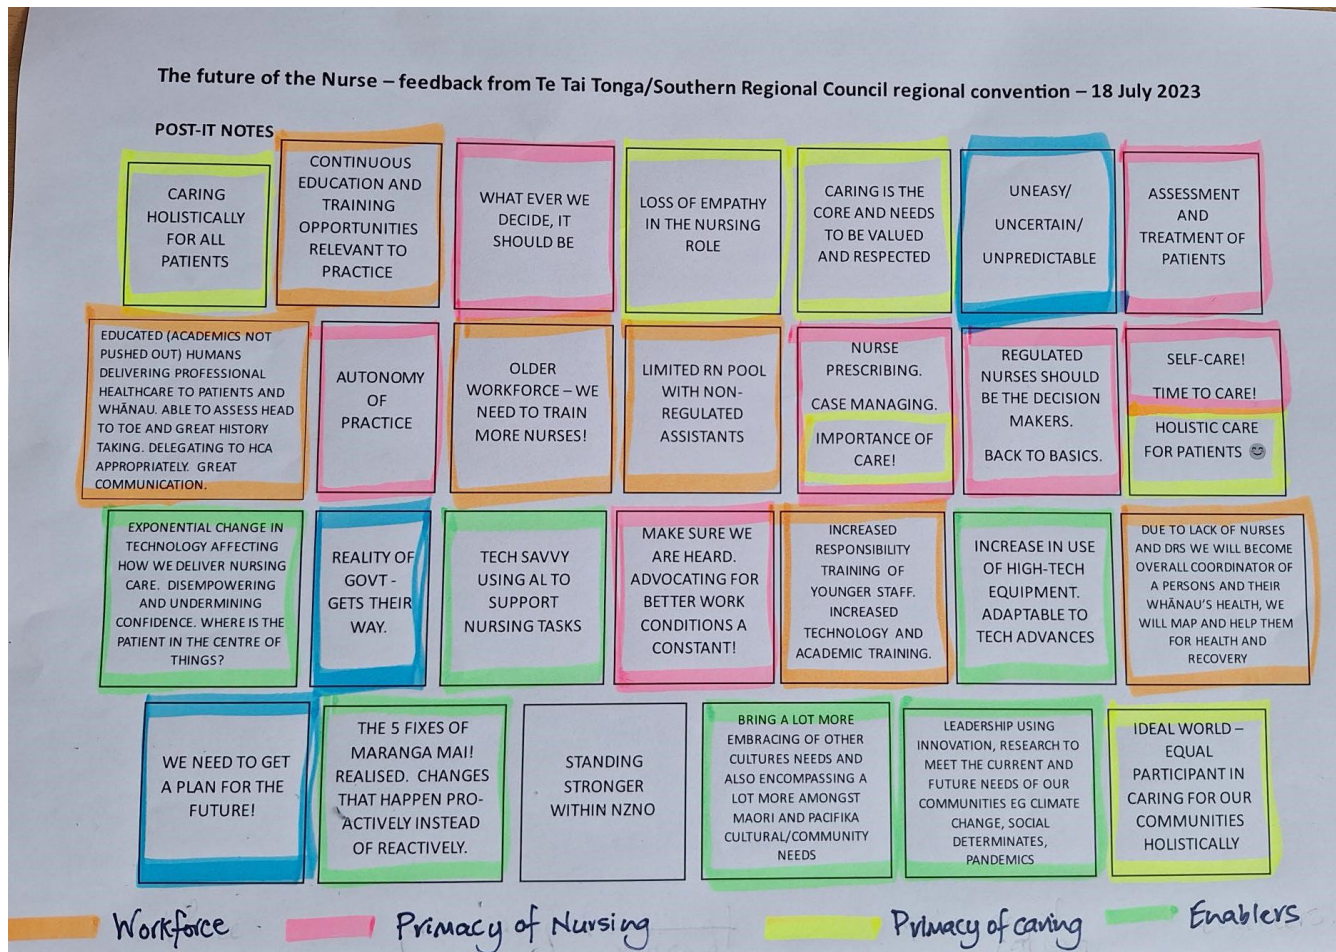 The future of the Nurse – feedback from Te Tai Tonga/Southern Regional Council regional convention – 18 July 2023
POST-IT NOTES
CARING
HOLISTICALLY
FOR ALL
PATIENTS
CONTINUOUS
EDUCATION AND
TRAINING
OPPORTUNITIES
RELEVANT TO
PRACTICE
WHAT EVER WE
DECIDE, IT
SHOULD BE
LOSS OF EMPATHY
IN THE NURSING
ROLE
CARING IS THE
CORE AND NEEDS
TO BE VALUED
AND RESPECTED
UNEASY/
UNCERTAIN/
UNPREDICTABLE
ASSESSMENT
AND
TREATMENT OF
PATIENTS
EDUCATED (ACADEMICS NOT
PUSHED OUT) HUMANS
DELIVERING PROFESSIONAL
HEALTHCARE TO PATIENTS AND
WHĀNAU. ABLE TO ASSESS HEAD
TO TOE AND GREAT HISTORY
TAKING. DELEGATING TO HCA
APPROPRIATELY. GREAT
COMMUNICATION.
AUTONOMY
OF
PRACTICE
OLDER
WORKFORCE – WE
NEED TO TRAIN
MORE NURSES!
LIMITED RN POOL
WITH NON-
REGULATED
ASSISTANTS
NURSE
PRESCRIBING.
CASE MANAGING.
IMPORTANCE OF
CARE!
REGULATED
NURSES SHOULD
BE THE DECISION
MAKERS.
BACK TO BASICS.
SELF-CARE!
TIME TO CARE!
HOLISTIC CARE
FOR PATIENTS 😊
EXPONENTIAL CHANGE IN
TECHNOLOGY AFFECTING
HOW WE DELIVER NURSING
CARE. DISEMPOWERING
AND UNDERMINING
CONFIDENCE. WHERE IS THE
PATIENT IN THE CENTRE OF
THINGS?
REALITY OF
GOVT -
GETS THEIR
WAY.
TECH SAVVY
USING AL TO
SUPPORT
NURSING TASKS
MAKE SURE WE
ARE HEARD.
ADVOCATING FOR
BETTER WORK
CONDITIONS A
CONSTANT!
INCREASED
RESPONSIBILITY
TRAINING OF
YOUNGER STAFF.
INCREASED
TECHNOLOGY AND
ACADEMIC TRAINING.
INCREASE IN USE
OF HIGH-TECH
EQUIPMENT.
ADAPTABLE TO
TECH ADVANCES
DUE TO LACK OF NURSES
AND DRS WE WILL BECOME
OVERALL COORDINATOR OF
A PERSONS AND THEIR
WHĀNAU'S HEALTH, WE
WILL MAP AND HELP THEM
FOR HEALTH AND
RECOVERY
WE NEED TO GET
A PLAN FOR THE
FUTURE!
THE 5 FIXES OF
MARANGA MAI!
REALISED. CHANGES
THAT HAPPEN PRO-
ACTIVELY INSTEAD
OF REACTIVELY.
STANDING
STRONGER
WITHIN NZNO
BRING A LOT MORE
EMBRACING OF OTHER
CULTURES NEEDS AND
ALSO ENCOMPASSING A
LOT MORE AMONGST
MAORI AND PACIFIKA
CULTURAL/COMMUNITY
NEEDS
LEADERSHIP USING
INNOVATION, RESEARCH TO
MEET THE CURRENT AND
FUTURE NEEDS OF OUR
COMMUNITIES EG CLIMATE
CHANGE, SOCIAL
DETERMINATES,
PANDEMICS
IDEAL WORLD –
EQUAL
PARTICIPANT IN
CARING FOR OUR
COMMUNITIES
HOLISTICALLY
Workforce
Primacy of Nursing
Primacy of caring
Enablers